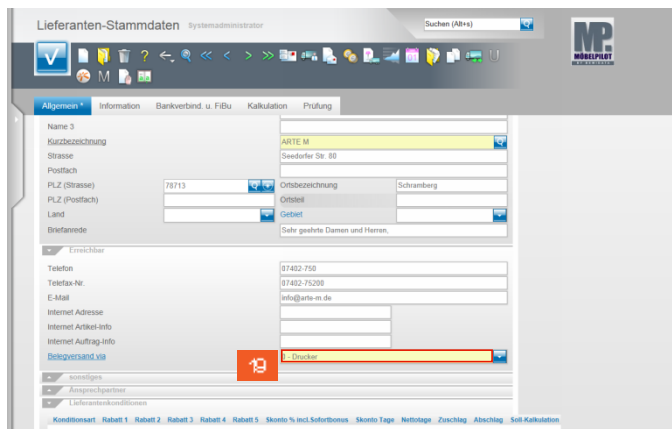 Lieferanten-Stammdaten Systemadministrator
Suchen (Alt+s)
MP.
MÖBELPILOT
Allgemein * Information Bankverbind. u. FiBu Kalkulation Prüfung
Name 3
Kurzbezeichnung ARTE M
Strasse Seedorfer Str. 80
Postfach
PLZ (Strasse) 78713 Ortsbezeichnung Schramberg
PLZ (Postfach) Ortsteil
Land Gebiet
Briefanrede Sehr geehrte Damen und Herren,
Erreichbar
Telefon 07402-750
Telefax-Nr. 07402-75200
E-Mail info@arte-m.de
Internet Adresse
Internet Artikel-Info
Internet Auftrag-Info
Belegversand via 19 - Drucker
sonstiges
Ansprechpartner
Lieferantenkonditionen
Konditionsart Rabatt 1 Rabatt 2 Rabatt 3 Rabatt 4 Rabatt 5 Skonto % incl.Sofortbonus Skonto Tage Nettotage Zuschlag Abschlag Soll-Kalkulation